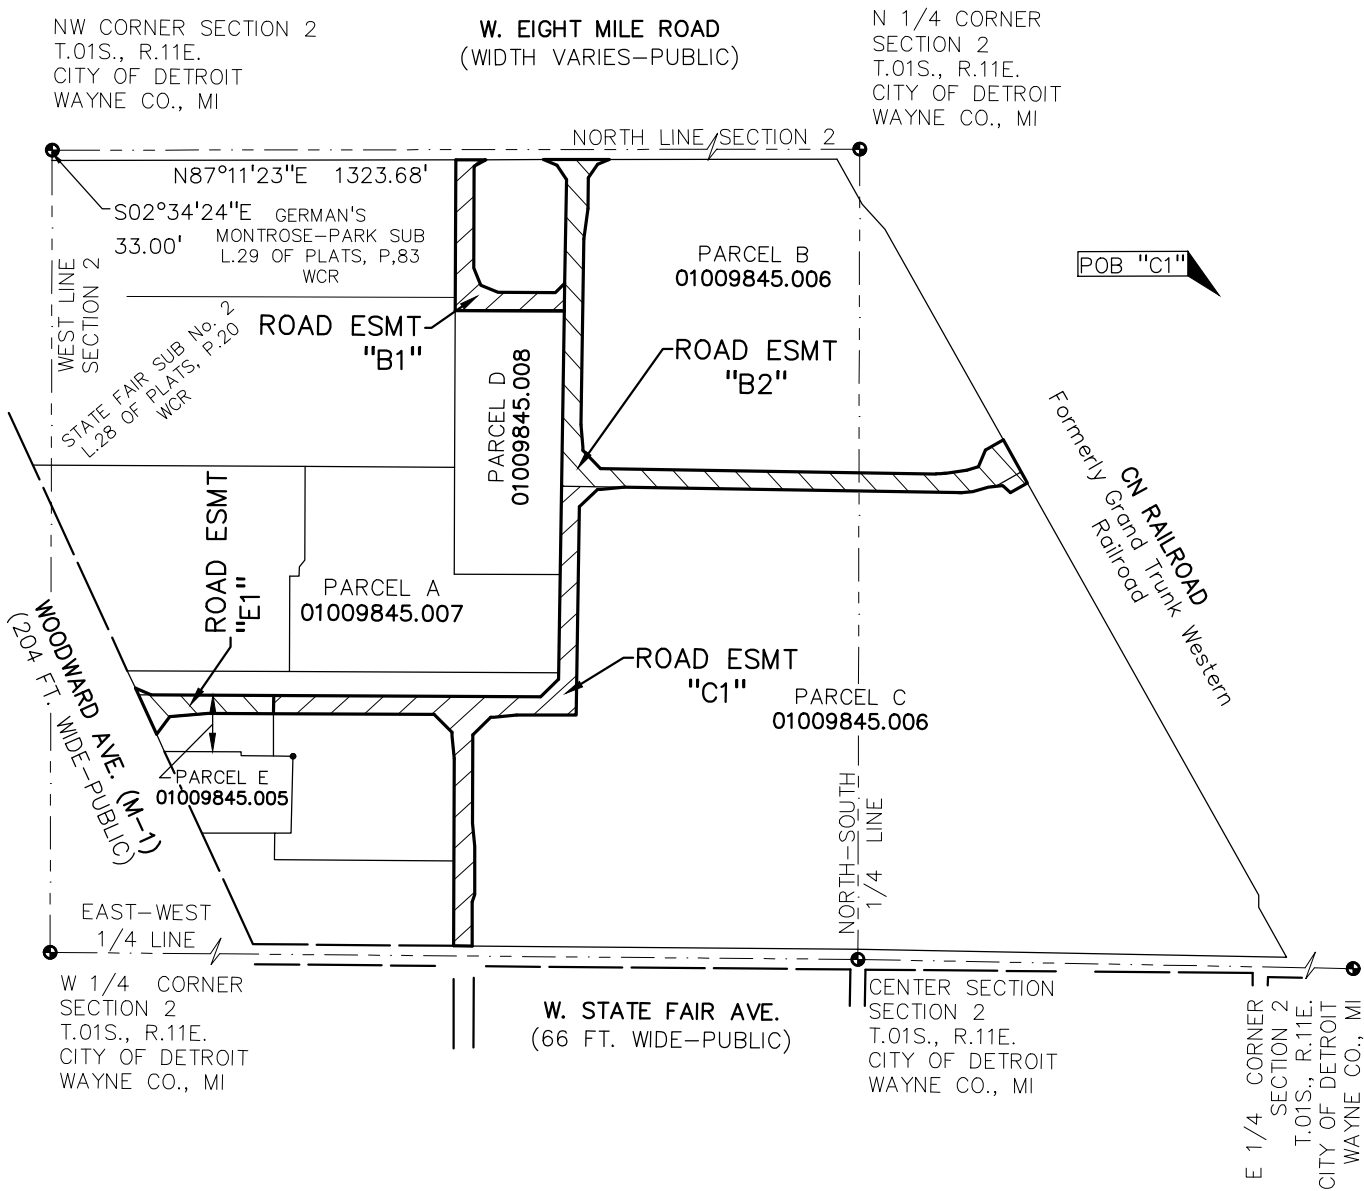 NW CORNER SECTION 2
T.01S., R.11E.
CITY OF DETROIT
WAYNE CO., MI
W. EIGHT MILE ROAD
(WIDTH VARIES-PUBLIC)
N 1/4 CORNER
SECTION 2
T.01S., R.11E.
CITY OF DETROIT
WAYNE CO., MI
NORTH LINE SECTION 2
N87°11'23"E 1323.68'
S02°34'24"E
33.00'
GERMAN'S
MONTROSE-PARK SUB
L.29 OF PLATS, P,83
WCR
WEST LINE
SECTION 2
STATE FAIR SUB No. 2
L.28 OF PLATS, P.20
WCR
ROAD ESMT
"B1"
PARCEL B
01009845.006
POB "C1"
ROAD ESMT
"B2"
PARCEL D
01009845.008
CN RAILROAD
Formerly Grand Trunk Western
Railroad
ROAD ESMT
"E1"
PARCEL A
01009845.007
WOODWARD AVE. (M-1)
(204 FT. WIDE-PUBLIC)
ROAD ESMT
"C1"
PARCEL C
01009845.006
PARCEL E
01009845.005
NORTH-SOUTH
1/4 LINE
EAST-WEST
1/4 LINE
W 1/4 CORNER
SECTION 2
T.01S., R.11E.
CITY OF DETROIT
WAYNE CO., MI
W. STATE FAIR AVE.
(66 FT. WIDE-PUBLIC)
CENTER SECTION
SECTION 2
T.01S., R.11E.
CITY OF DETROIT
WAYNE CO., MI
E 1/4 CORNER
SECTION 2
T.01S., R.11E.
CITY OF DETROIT
WAYNE CO., MI